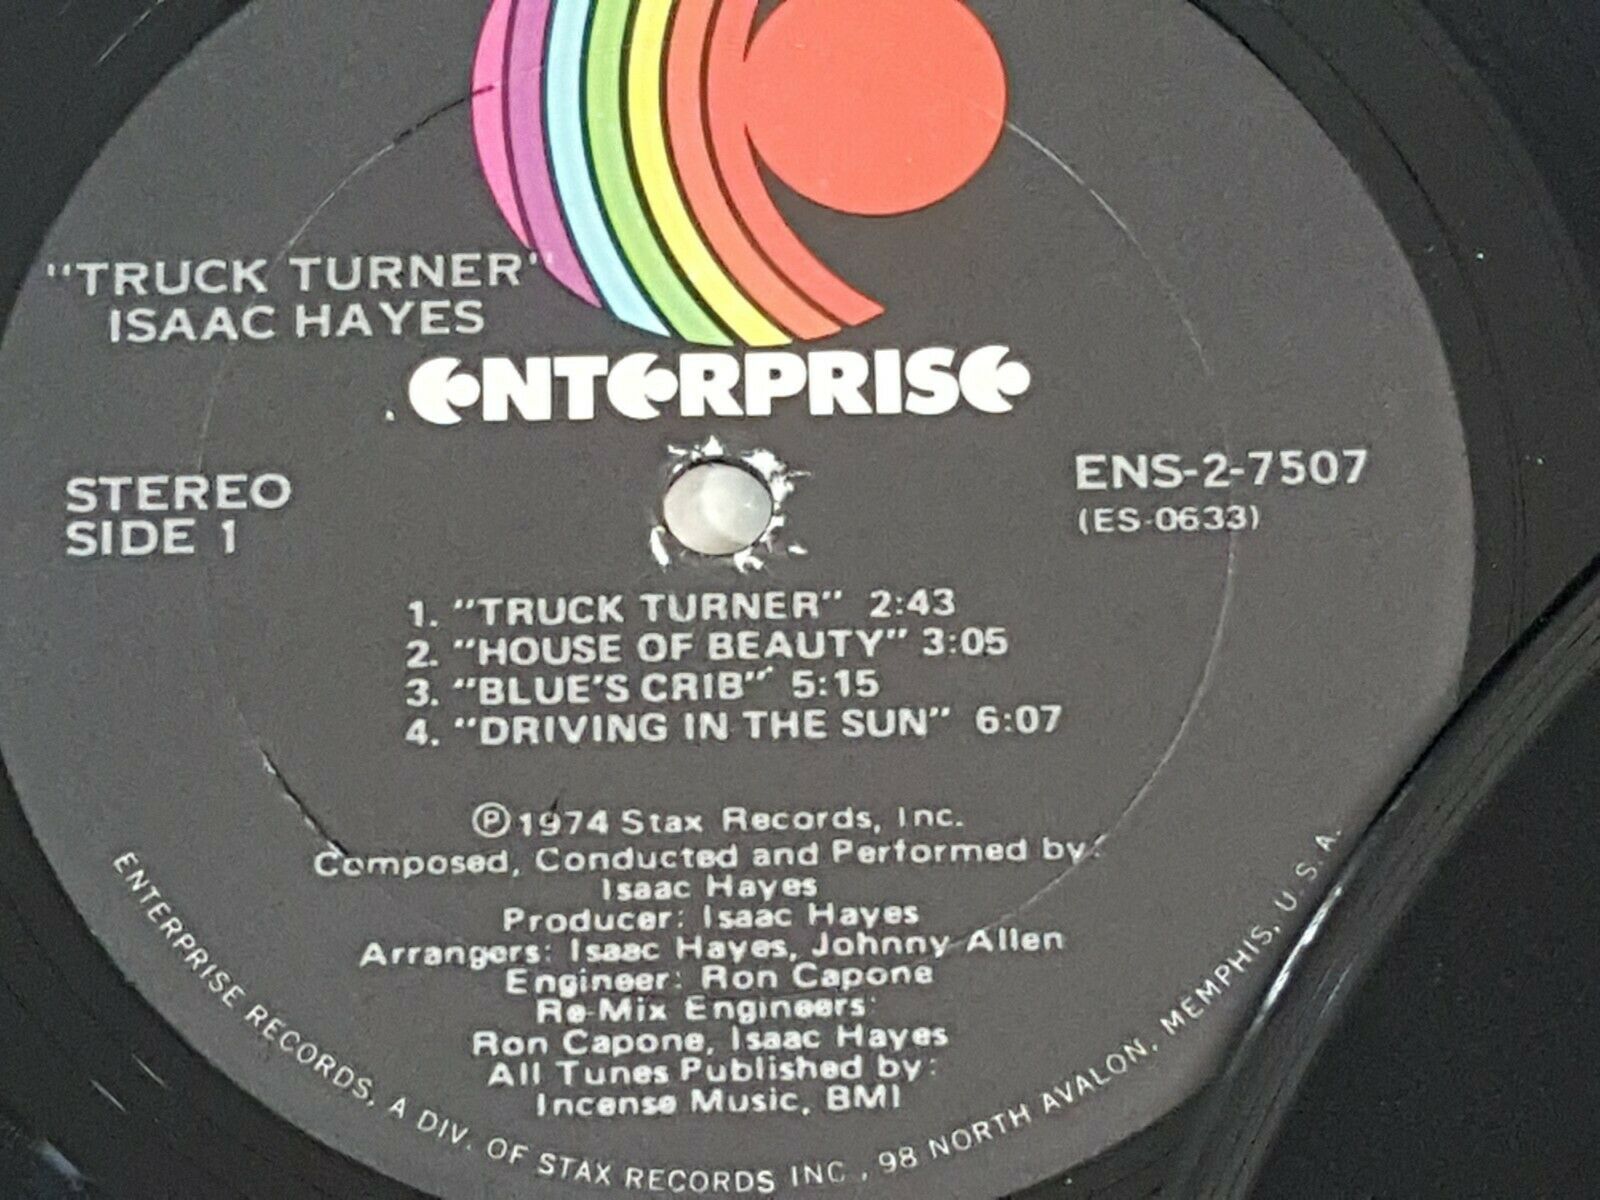 "TRUCK TURNER"
ISAAC HAYES
ENTERPRISE
STEREO
SIDE 1
ENS-2-7507
(ES-0633)
1. "TRUCK TURNER" 2:43
2. "HOUSE OF BEAUTY" 3:05
3. "BLUE'S CRIB" 5:15
4. "DRIVING IN THE SUN" 6:07
℗ 1974 Stax Records, Inc.
Composed, Conducted and Performed by:
Isaac Hayes
Producer: Isaac Hayes
Arrangers: Isaac Hayes, Johnny Allen
Engineer: Ron Capone
Re-Mix Engineers:
Ron Capone, Isaac Hayes
All Tunes Published by:
Incense Music, BMI
ENTERPRISE RECORDS, A DIV. OF STAX RECORDS INC., 98 NORTH AVALON, MEMPHIS, U.S.A.